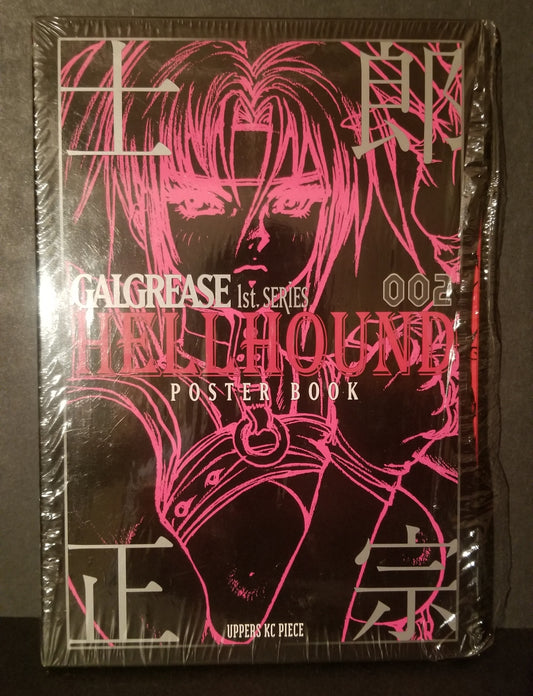 士郎
GALGREASE 1st. SERIES 002
HELLHOUND
POSTER BOOK
正宗
UPPERS KC PIECE